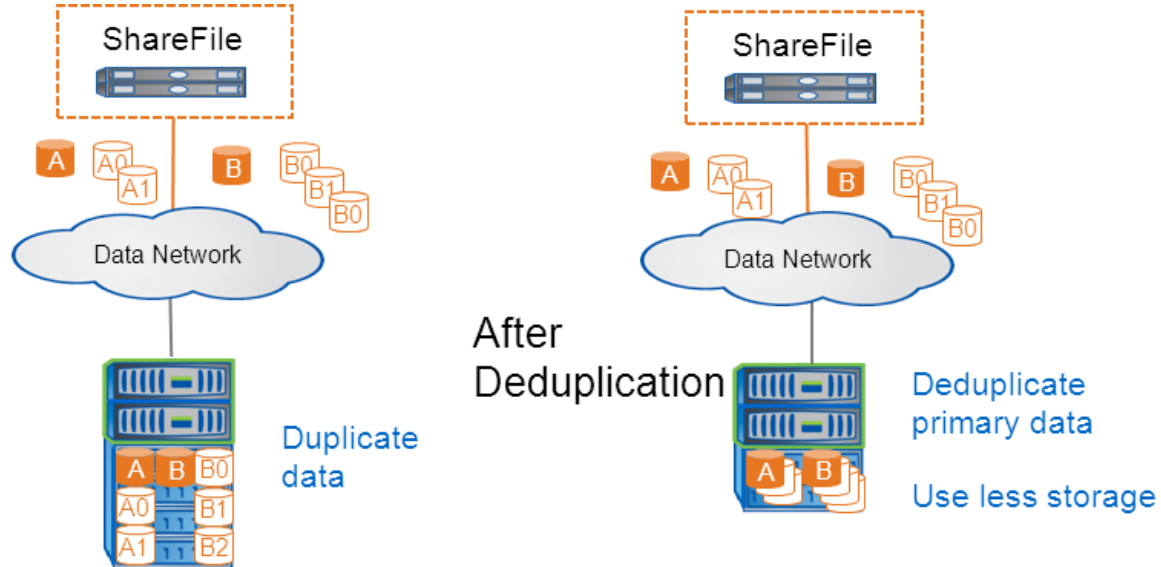 ShareFile
A
A0
A1
B
B0
B1
B0
Data Network
Duplicate
data
A
B
B0
A0
B1
A1
B2
After
Deduplication
ShareFile
A
A0
A1
B
B0
B1
B0
Data Network
Deduplicate
primary data
A
B
Use less storage